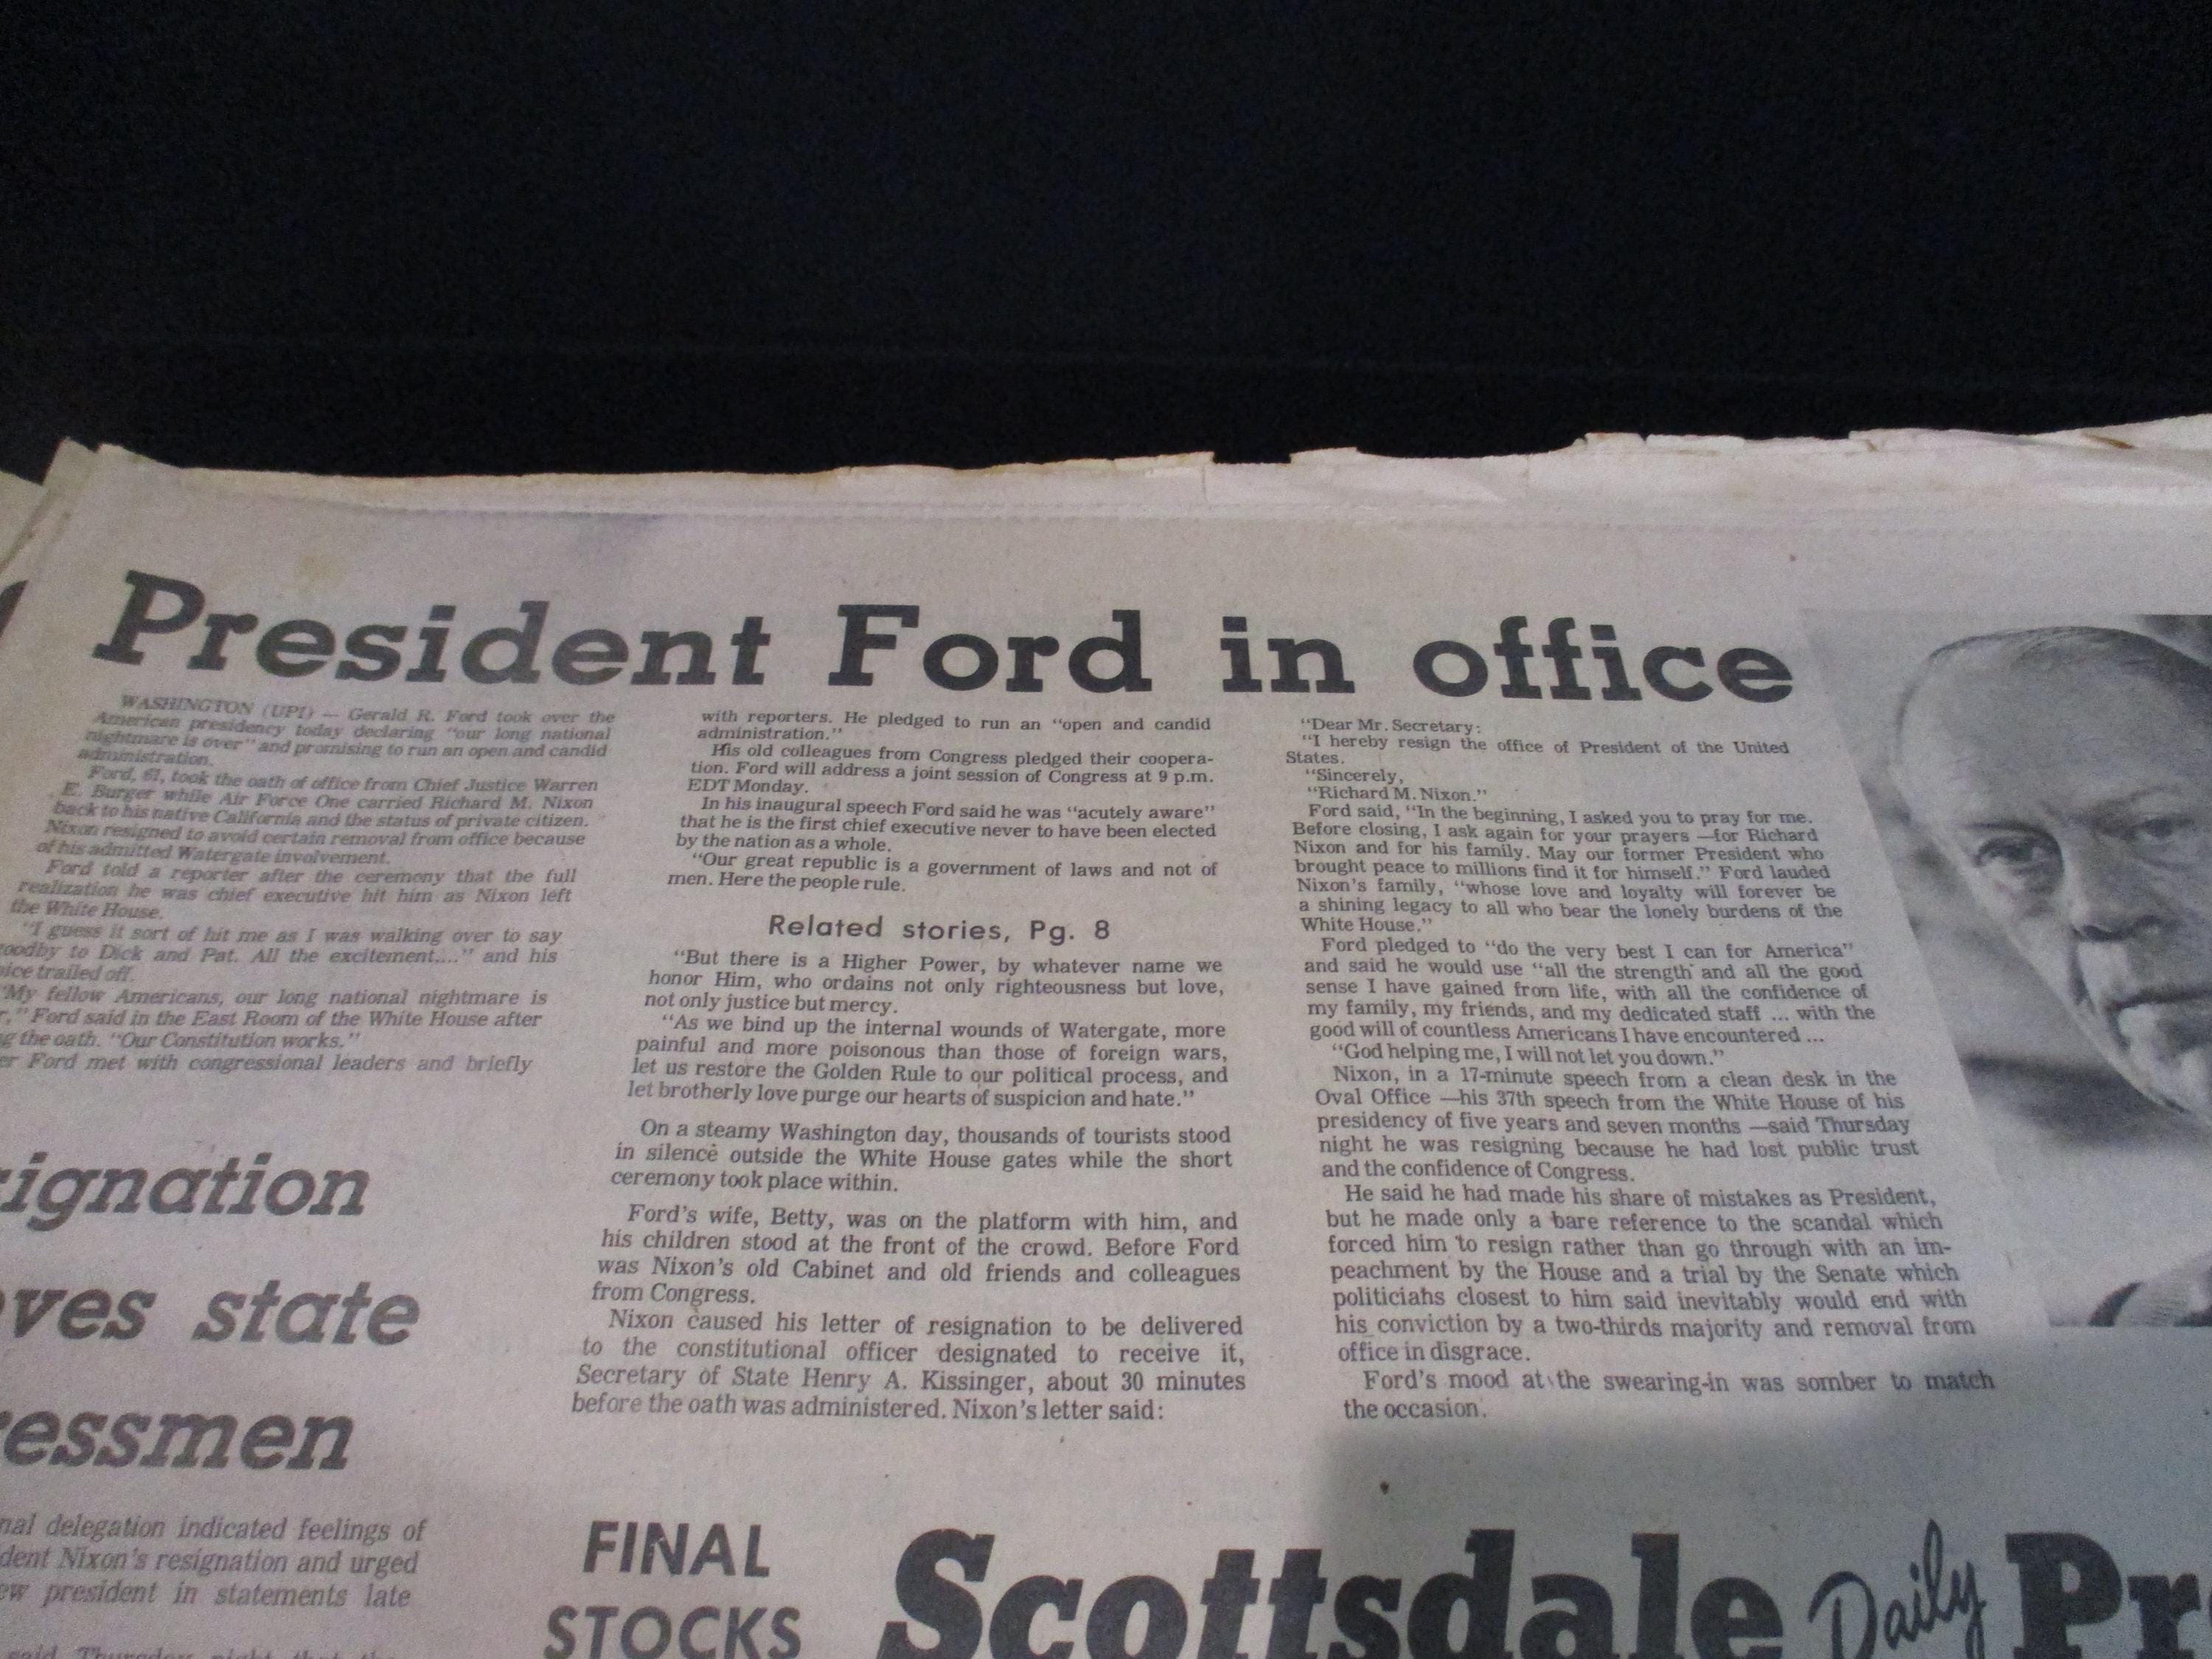 President Ford in office
WASHINGTON (UPI) — Gerald R. Ford took over the
American presidency today declaring "our long national
nightmare is over" and promising to run an open and candid
administration.
Ford, 61, took the oath of office from Chief Justice Warren
E. Burger while Air Force One carried Richard M. Nixon
back to his native California and the status of private citizen.
Nixon resigned to avoid certain removal from office because
of his admitted Watergate involvement.
Ford told a reporter after the ceremony that the full
realization he was chief executive hit him as Nixon left
the White House.
"I guess it sort of hit me as I was walking over to say
oodby to Dick and Pat. All the excitement...." and his
oice trailed off.
"My fellow Americans, our long national nightmare is
r," Ford said in the East Room of the White House after
g the oath. "Our Constitution works."
er Ford met with congressional leaders and briefly
with reporters. He pledged to run an "open and candid
administration."
His old colleagues from Congress pledged their coopera-
tion. Ford will address a joint session of Congress at 9 p.m.
EDT Monday.
In his inaugural speech Ford said he was "acutely aware"
that he is the first chief executive never to have been elected
by the nation as a whole.
"Our great republic is a government of laws and not of
men. Here the people rule.
Related stories, Pg. 8
"But there is a Higher Power, by whatever name we
honor Him, who ordains not only righteousness but love,
not only justice but mercy.
"As we bind up the internal wounds of Watergate, more
painful and more poisonous than those of foreign wars,
let us restore the Golden Rule to our political process, and
let brotherly love purge our hearts of suspicion and hate."
On a steamy Washington day, thousands of tourists stood
in silence outside the White House gates while the short
ceremony took place within.
Ford's wife, Betty, was on the platform with him, and
his children stood at the front of the crowd. Before Ford
was Nixon's old Cabinet and old friends and colleagues
from Congress.
Nixon caused his letter of resignation to be delivered
to the constitutional officer designated to receive it,
Secretary of State Henry A. Kissinger, about 30 minutes
before the oath was administered. Nixon's letter said:
"Dear Mr. Secretary:
"I hereby resign the office of President of the United
States.
"Sincerely,
"Richard M. Nixon."
Ford said, "In the beginning, I asked you to pray for me.
Before closing, I ask again for your prayers —for Richard
Nixon and for his family. May our former President who
brought peace to millions find it for himself." Ford lauded
Nixon's family, "whose love and loyalty will forever be
a shining legacy to all who bear the lonely burdens of the
White House."
Ford pledged to "do the very best I can for America"
and said he would use "all the strength and all the good
sense I have gained from life, with all the confidence of
my family, my friends, and my dedicated staff ... with the
good will of countless Americans I have encountered ...
"God helping me, I will not let you down."
Nixon, in a 17-minute speech from a clean desk in the
Oval Office —his 37th speech from the White House of his
presidency of five years and seven months —said Thursday
night he was resigning because he had lost public trust
and the confidence of Congress.
He said he had made his share of mistakes as President,
but he made only a bare reference to the scandal which
forced him to resign rather than go through with an im-
peachment by the House and a trial by the Senate which
politicians closest to him said inevitably would end with
his conviction by a two-thirds majority and removal from
office in disgrace.
Ford's mood at the swearing-in was somber to match
the occasion.
ignation
ves state
essmen
nal delegation indicated feelings of
dent Nixon's resignation and urged
ew president in statements late
said Thursday night that the
FINAL
STOCKS
Scottsdale Daily Pr